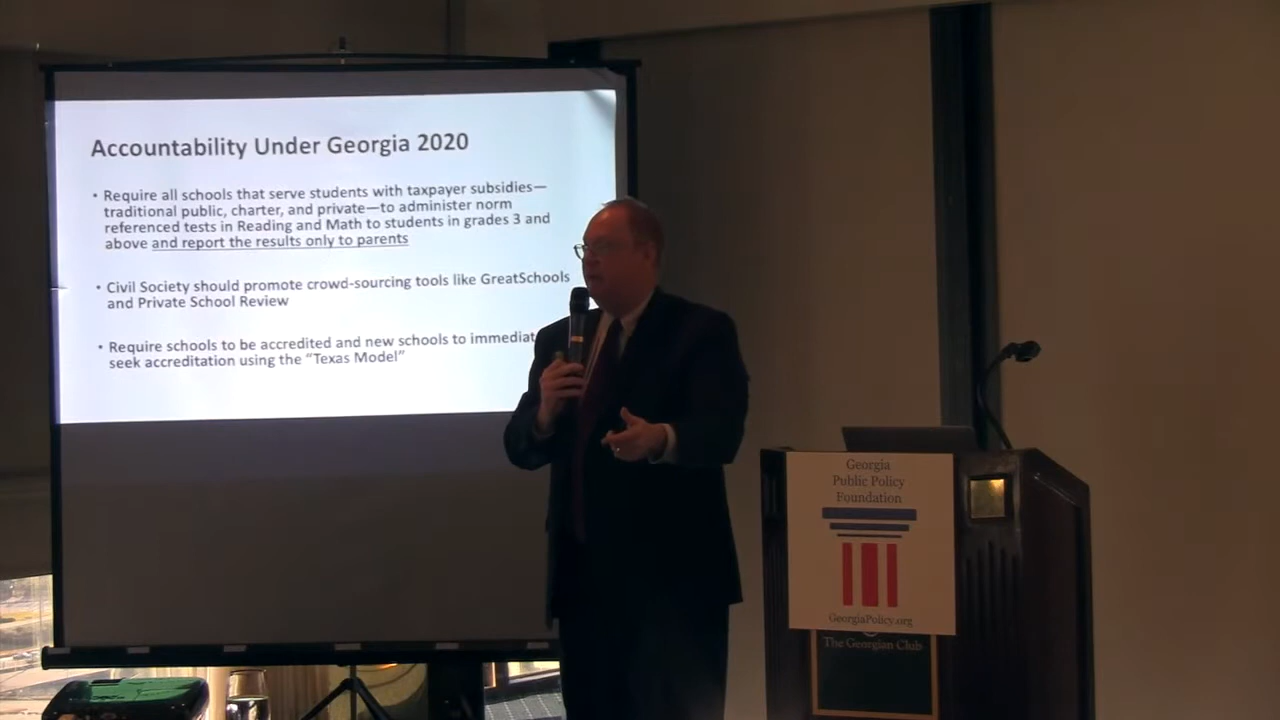 Accountability Under Georgia 2020
• Require all schools that serve students with taxpayer subsidies—
traditional public, charter, and private—to administer norm
referenced tests in Reading and Math to students in grades 3 and
above and report the results only to parents
• Civil Society should promote crowd-sourcing tools like GreatSchools
and Private School Review
• Require schools to be accredited and new schools to immediat
seek accreditation using the "Texas Model"
Georgia
Public Policy
Foundation
GeorgiaPolicy.org
The Georgian Club